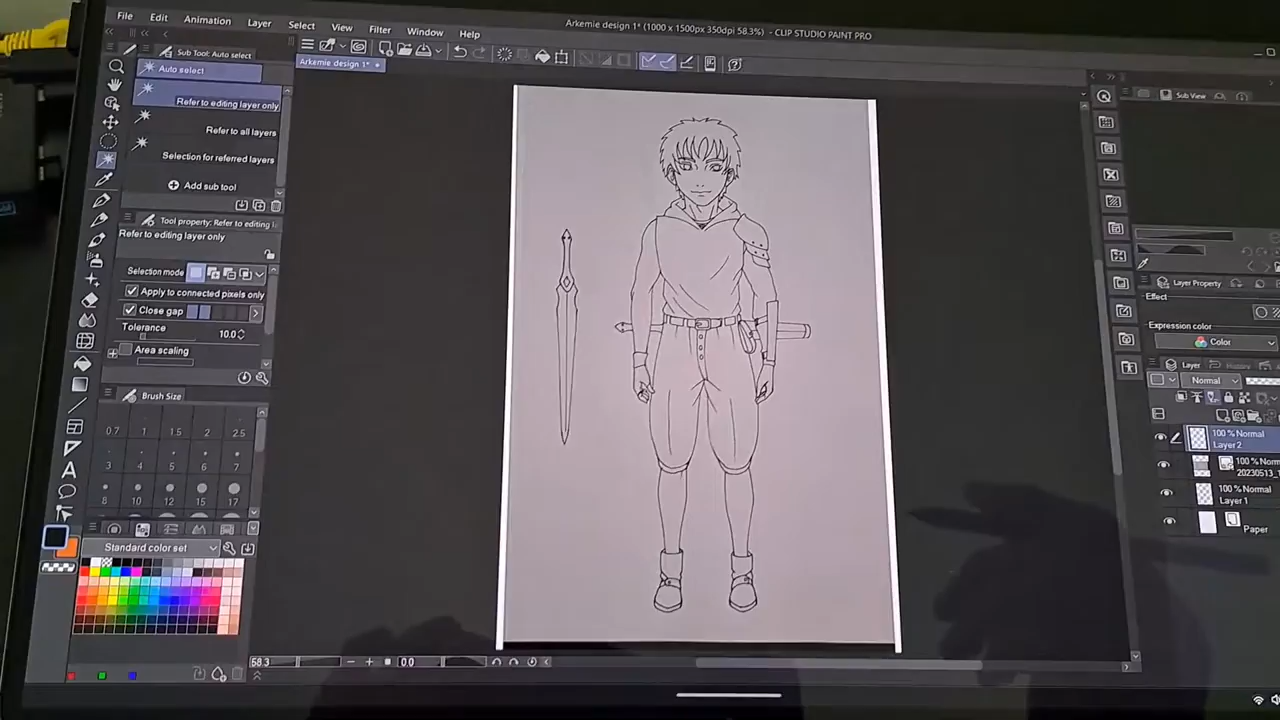 File Edit Animation Layer Select View Filter Window Help
Arkemie design 1* (1000 x 1500px 350dpi 58.3%) - CLIP STUDIO PAINT PRO
Sub Tool: Auto select
Arkemie design 1*
Auto select
Refer to editing layer only
Refer to all layers
Selection for referred layers
Add sub tool
Tool property: Refer to editing l
Refer to editing layer only
Selection mode
Apply to connected pixels only
Close gap
Tolerance 10.0
Area scaling
Brush Size
0.7 1 1.5 2 2.5
3 4 5 6 7
8 10 12 15 17
Standard color set
58.3 0.0
Sub View
Layer Property
Effect
Expression color
Color
Layer
Normal
100 % Normal
Layer 2
100 % Normal
20230513_1
100 % Normal
Layer 1
Paper